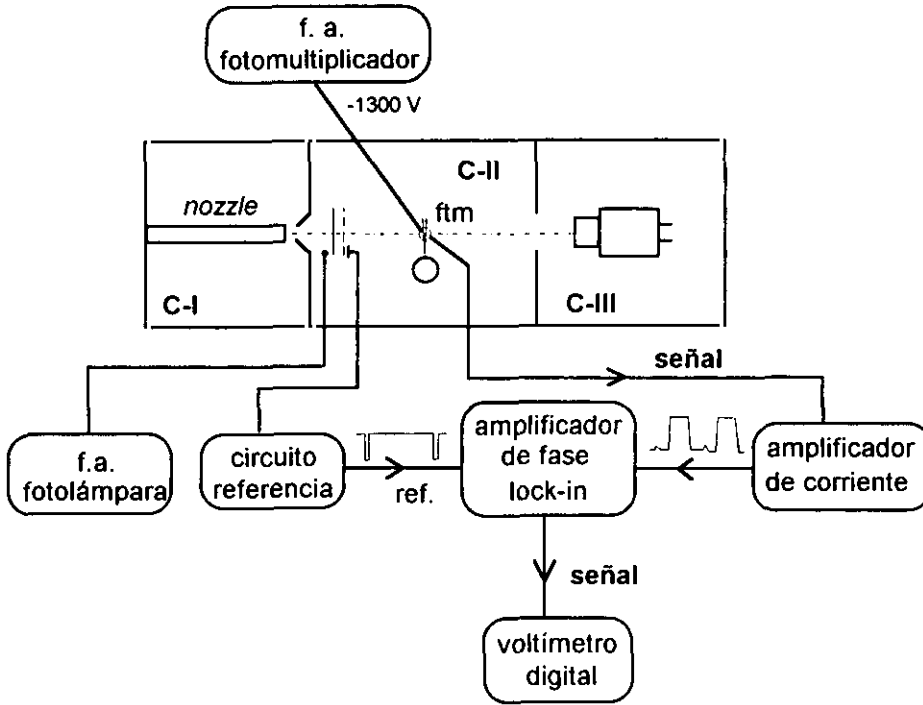 f. a.
fotomultiplicador
-1300 V
C-II
nozzle
ftm
C-I
C-III
señal
f.a.
fotolámpara
circuito
referencia
ref.
amplificador
de fase
lock-in
amplificador
de corriente
señal
voltímetro
digital